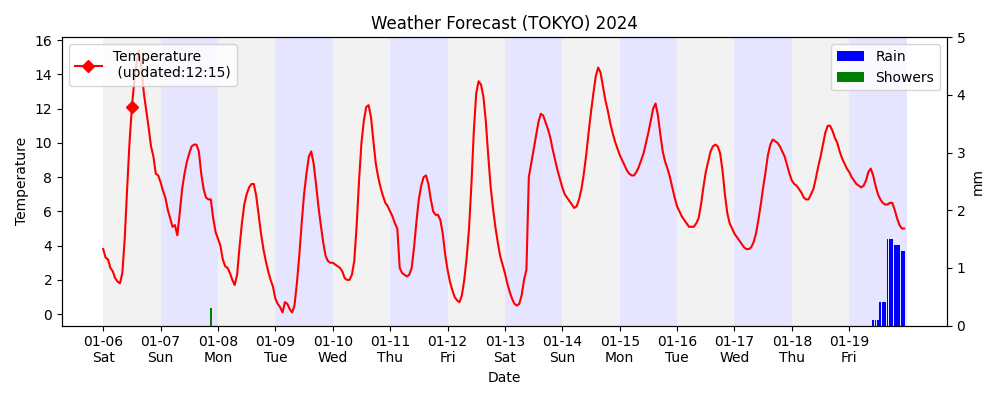 Weather Forecast (TOKYO) 2024
Temperature
(updated:12:15)
Rain
Showers
Temperature
mm
16
14
12
10
8
6
4
2
0
5
4
3
2
1
0
01-06 01-07 01-08 01-09 01-10 01-11 01-12 01-13 01-14 01-15 01-16 01-17 01-18 01-19
Sat Sun Mon Tue Wed Thu Fri Sat Sun Mon Tue Wed Thu Fri
Date